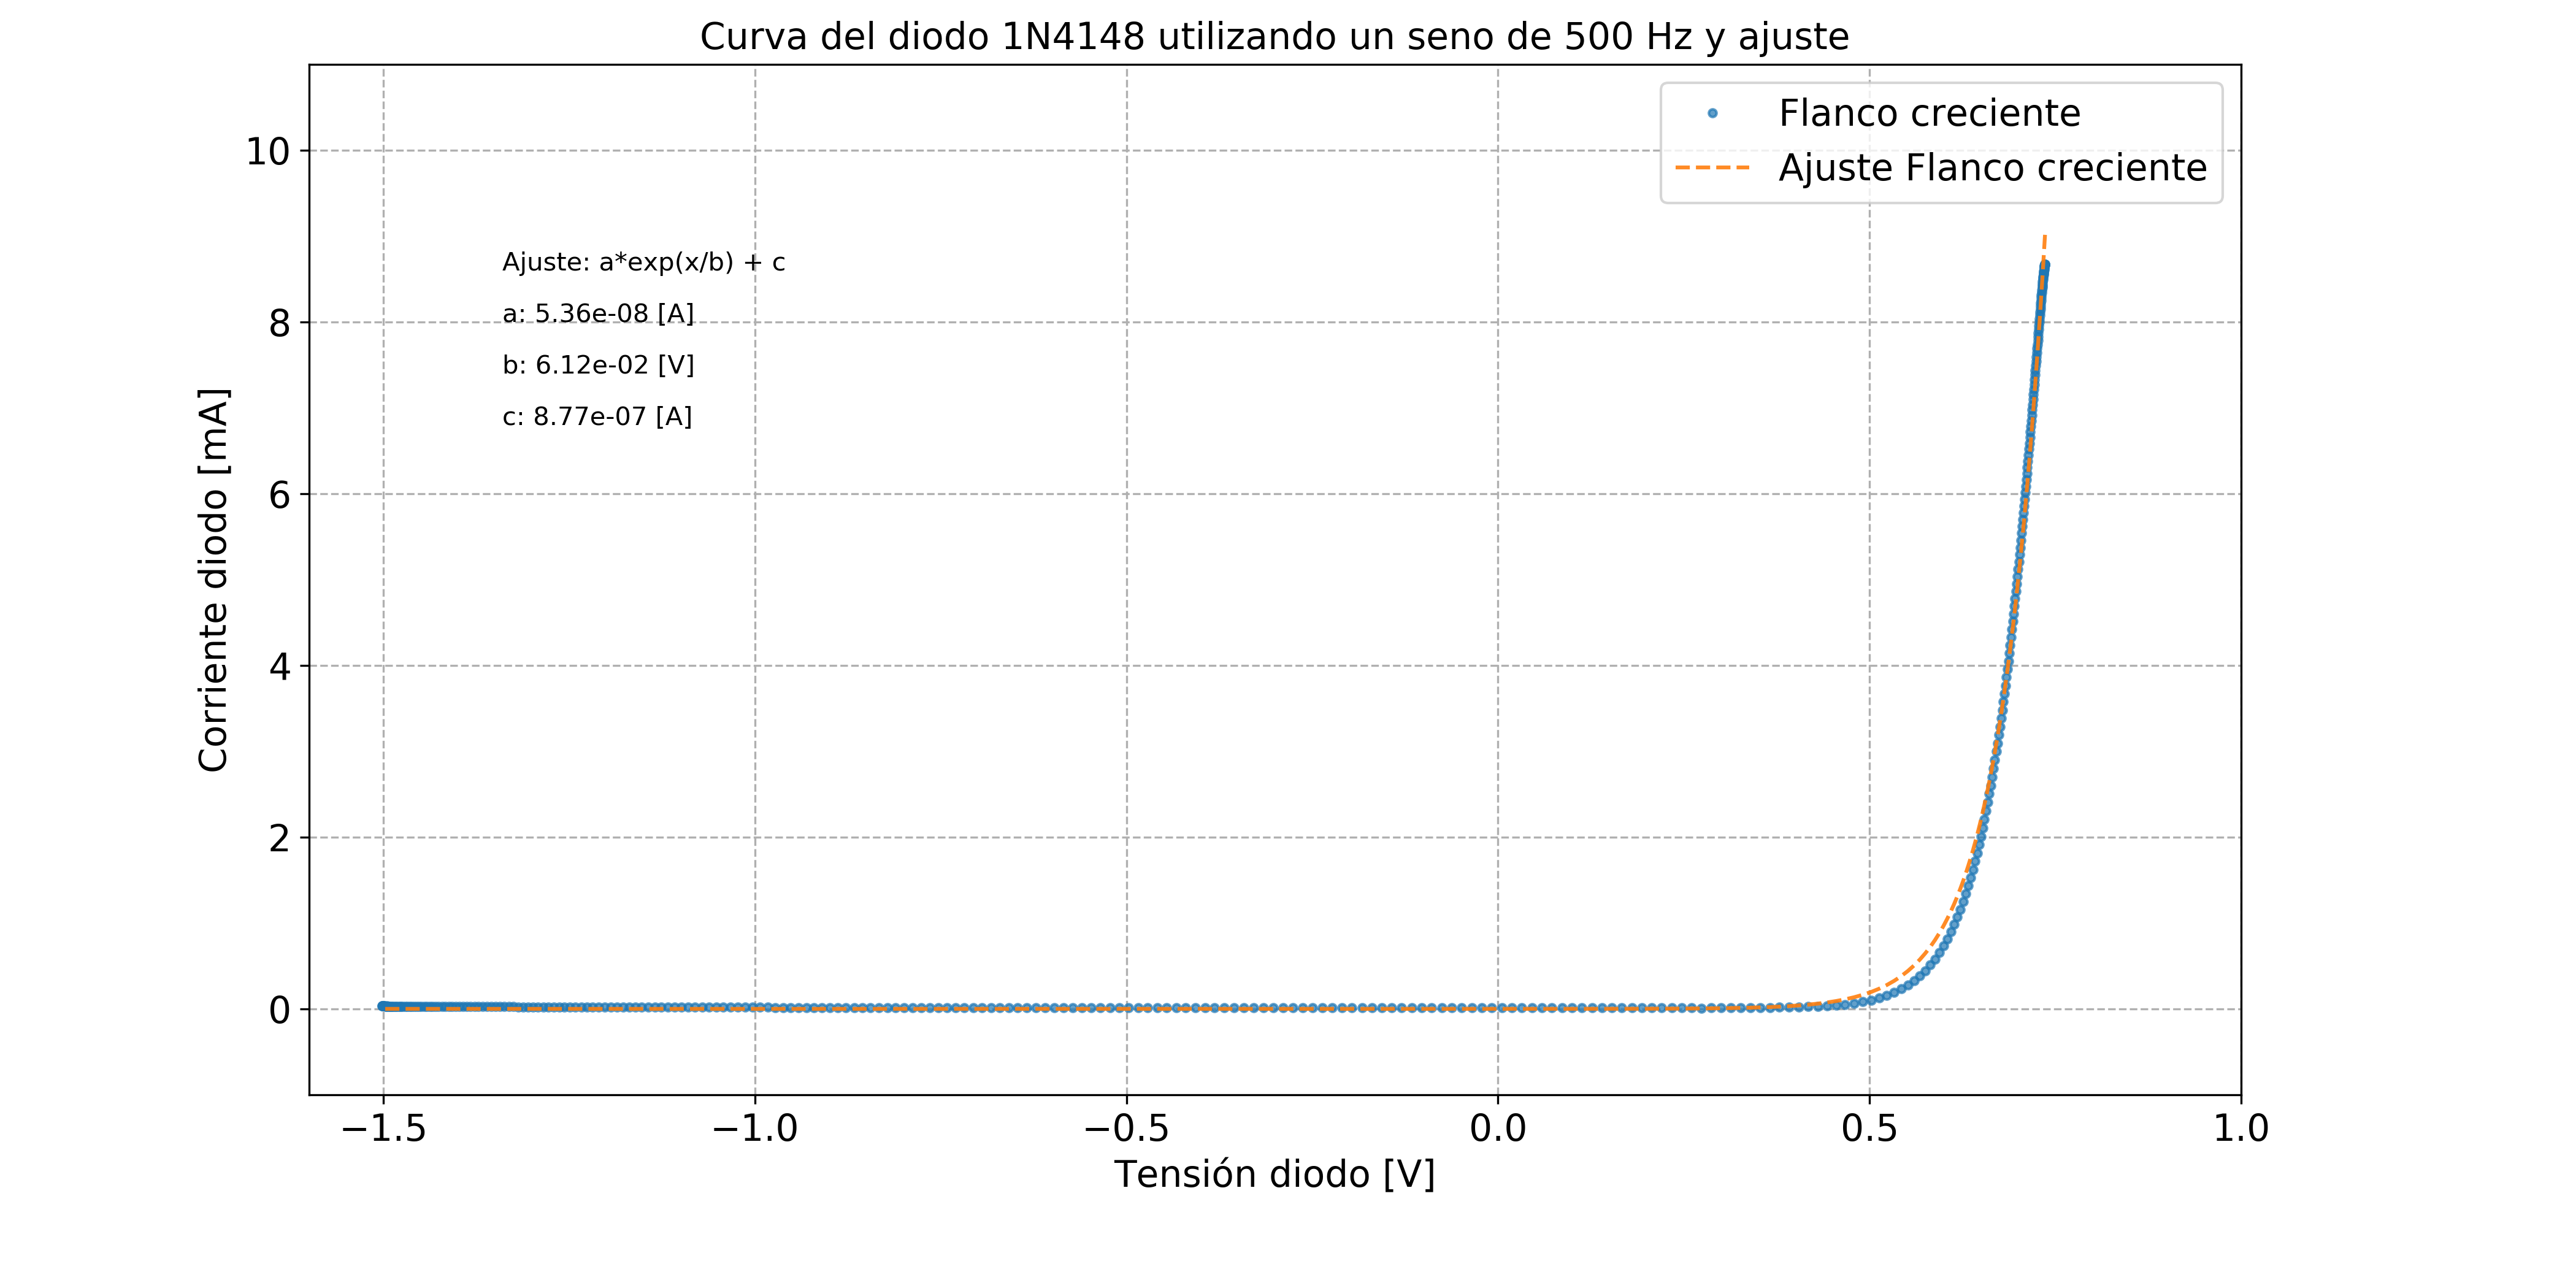 Curva del diodo 1N4148 utilizando un seno de 500 Hz y ajuste
Flanco creciente
Ajuste Flanco creciente
Ajuste: a*exp(x/b) + c
a: 5.36e-08 [A]
b: 6.12e-02 [V]
c: 8.77e-07 [A]
Corriente diodo [mA]
10
8
6
4
2
0
−1.5 −1.0 −0.5 0.0 0.5 1.0
Tensión diodo [V]